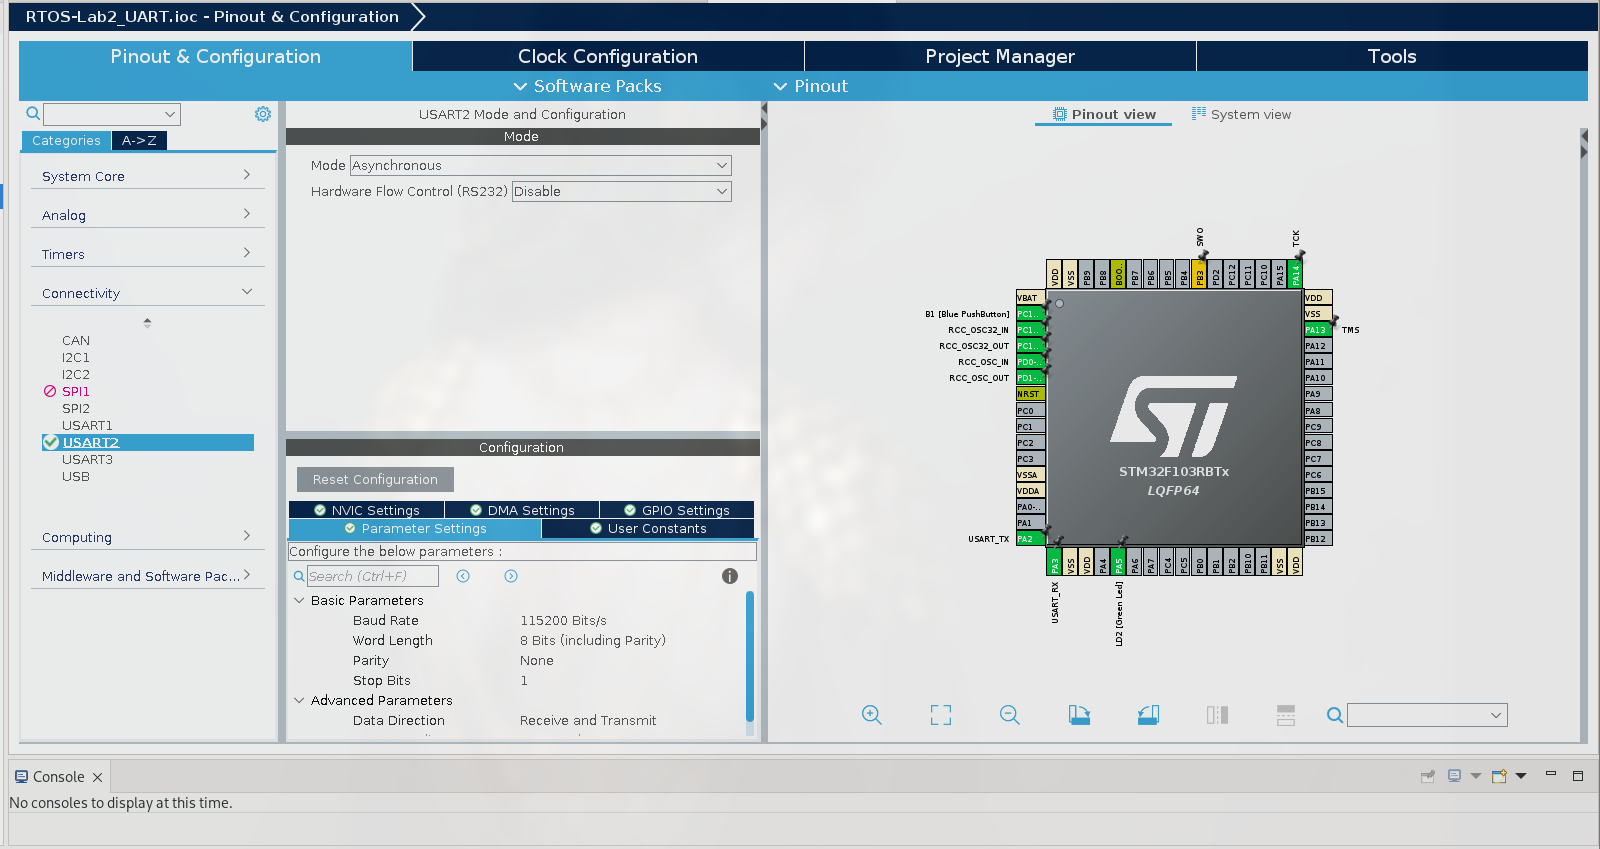 RTOS-Lab2_UART.ioc - Pinout & Configuration
Pinout & Configuration
Clock Configuration
Project Manager
Tools
Software Packs
Pinout
Categories
A->Z
System Core
Analog
Timers
Connectivity
CAN
I2C1
I2C2
SPI1
SPI2
USART1
USART2
USART3
USB
Computing
Middleware and Software Pac...
USART2 Mode and Configuration
Mode
Mode Asynchronous
Hardware Flow Control (RS232) Disable
Configuration
Reset Configuration
NVIC Settings
DMA Settings
GPIO Settings
Parameter Settings
User Constants
Configure the below parameters :
Search (Ctrl+F)
Basic Parameters
Baud Rate 115200 Bits/s
Word Length 8 Bits (including Parity)
Parity None
Stop Bits 1
Advanced Parameters
Data Direction Receive and Transmit
Pinout view
System view
SWO
TCK
VDD
VSS
PB9
PB8
BOO..
PB7
PB6
PB5
PB4
PB3
PD2
PC12
PC11
PC10
PA15
PA14
VBAT
B1 [Blue PushButton] PC1..
RCC_OSC32_IN PC1..
RCC_OSC32_OUT PC1..
RCC_OSC_IN PD0-..
RCC_OSC_OUT PD1-..
NRST
PC0
PC1
PC2
PC3
VSSA
VDDA
PA0-..
PA1
USART_TX PA2
VDD
VSS
PA13 TMS
PA12
PA11
PA10
PA9
PA8
PC9
PC8
PC7
PC6
PB15
PB14
PB13
PB12
STM32F103RBTx
LQFP64
PA3
VSS
VDD
PA4
PA5
PA6
PA7
PC4
PC5
PB0
PB1
PB2
PB10
PB11
VSS
VDD
USART_RX
LD2 [Green Led]
Console
No consoles to display at this time.